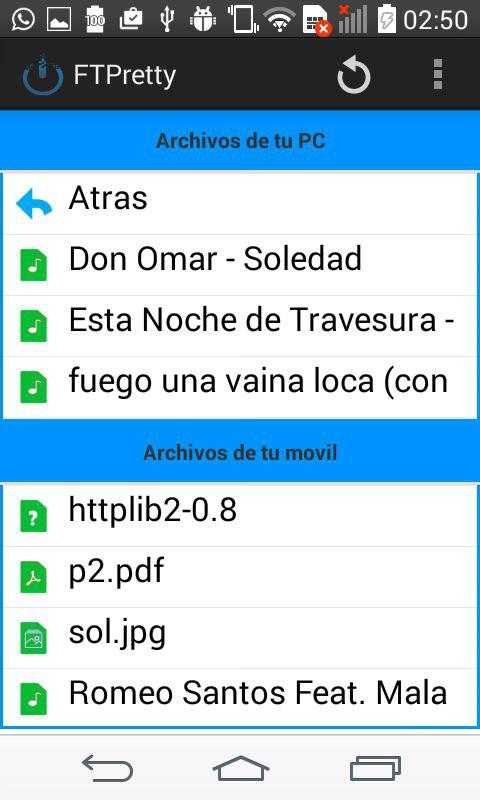 100
02:50
FTPretty
Archivos de tu PC
Atras
Don Omar - Soledad
Esta Noche de Travesura -
fuego una vaina loca (con
Archivos de tu movil
httplib2-0.8
p2.pdf
sol.jpg
Romeo Santos Feat. Mala